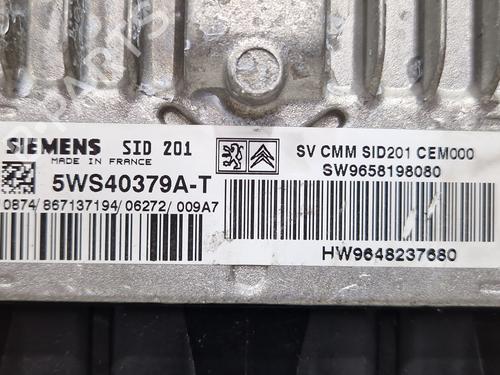 SIEMENS SID 201
MADE IN FRANCE
5WS40379A-T
0874/ 867137194/ 06272/ 009A7
SV CMM SID201 CEM000
SW9658198080
HW9648237680